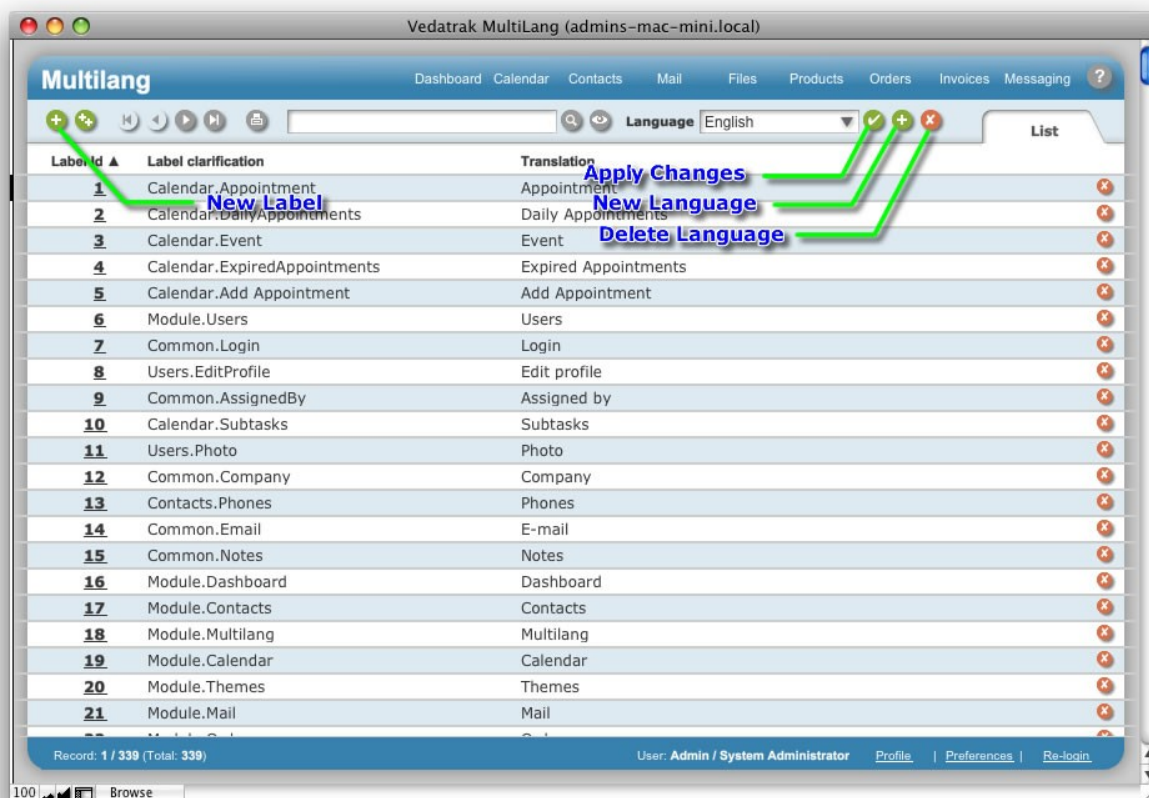 Vedatrak MultiLang (admins-mac-mini.local)
Multilang Dashboard Calendar Contacts Mail Files Products Orders Invoices Messaging ?
Language English List
LabelId ▲ Label clarification Translation
Apply Changes
1 Calendar.Appointment Appointment
New Label New Language
2 Calendar.DailyAppointments Daily Appointments
Delete Language
3 Calendar.Event Event
4 Calendar.ExpiredAppointments Expired Appointments
5 Calendar.Add Appointment Add Appointment
6 Module.Users Users
7 Common.Login Login
8 Users.EditProfile Edit profile
9 Common.AssignedBy Assigned by
10 Calendar.Subtasks Subtasks
11 Users.Photo Photo
12 Common.Company Company
13 Contacts.Phones Phones
14 Common.Email E-mail
15 Common.Notes Notes
16 Module.Dashboard Dashboard
17 Module.Contacts Contacts
18 Module.Multilang Multilang
19 Module.Calendar Calendar
20 Module.Themes Themes
21 Module.Mail Mail
Record: 1 / 339 (Total: 339) User: Admin / System Administrator Profile | Preferences | Re-login
100 Browse